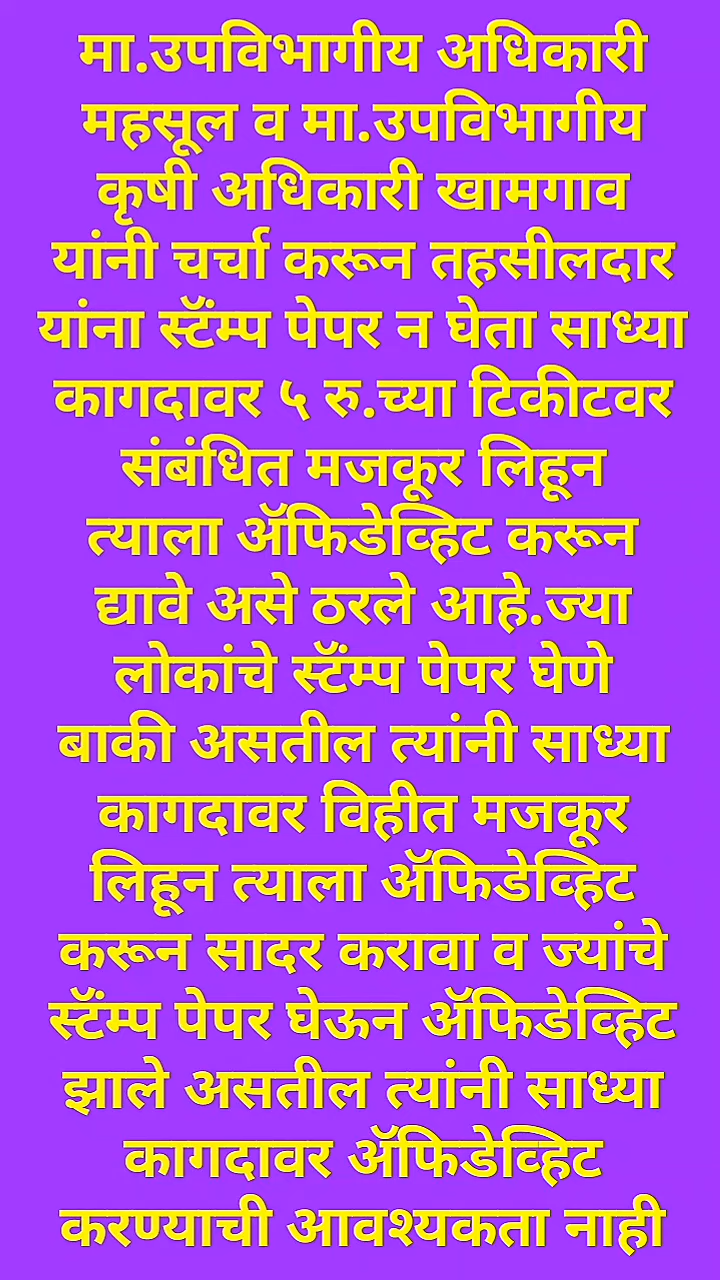 मा.उपविभागीय अधिकारी
महसूल व मा.उपविभागीय
कृषी अधिकारी खामगाव
यांनी चर्चा करून तहसीलदार
यांना स्टॅंम्प पेपर न घेता साध्या
कागदावर ५ रु.च्या टिकीटवर
संबंधित मजकूर लिहून
त्याला ॲफिडेव्हिट करून
द्यावे असे ठरले आहे.ज्या
लोकांचे स्टॅंम्प पेपर घेणे
बाकी असतील त्यांनी साध्या
कागदावर विहीत मजकूर
लिहून त्याला ॲफिडेव्हिट
करून सादर करावा व ज्यांचे
स्टॅंम्प पेपर घेऊन ॲफिडेव्हिट
झाले असतील त्यांनी साध्या
कागदावर ॲफिडेव्हिट
करण्याची आवश्यकता नाही